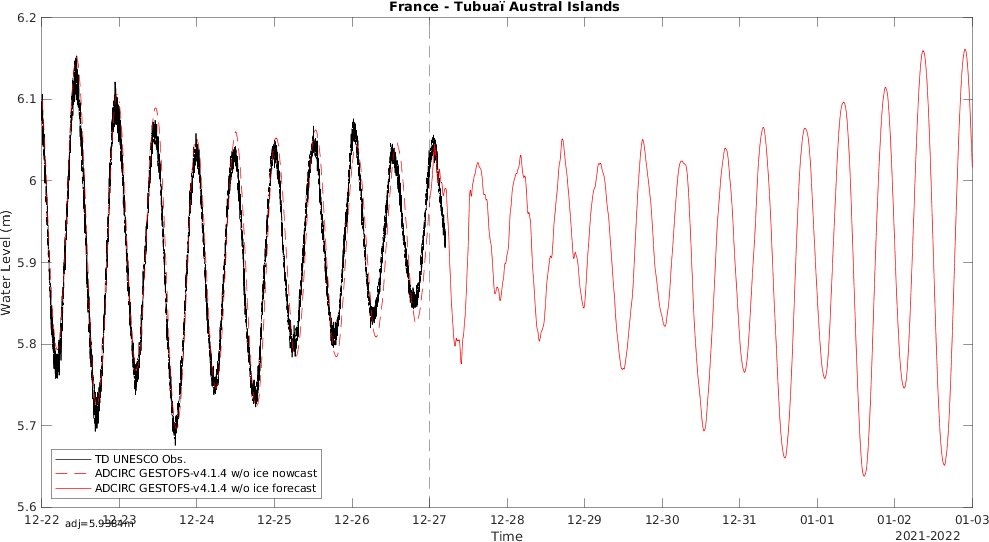 France - Tubuaï Austral Islands
Water Level (m)
6.2
6.1
6
5.9
5.8
5.7
5.6
TD UNESCO Obs.
ADCIRC GESTOFS-v4.1.4 w/o ice nowcast
ADCIRC GESTOFS-v4.1.4 w/o ice forecast
12-22 12-23 12-24 12-25 12-26 12-27 12-28 12-29 12-30 12-31 01-01 01-02 01-03
adj=5.9384m
Time
2021-2022